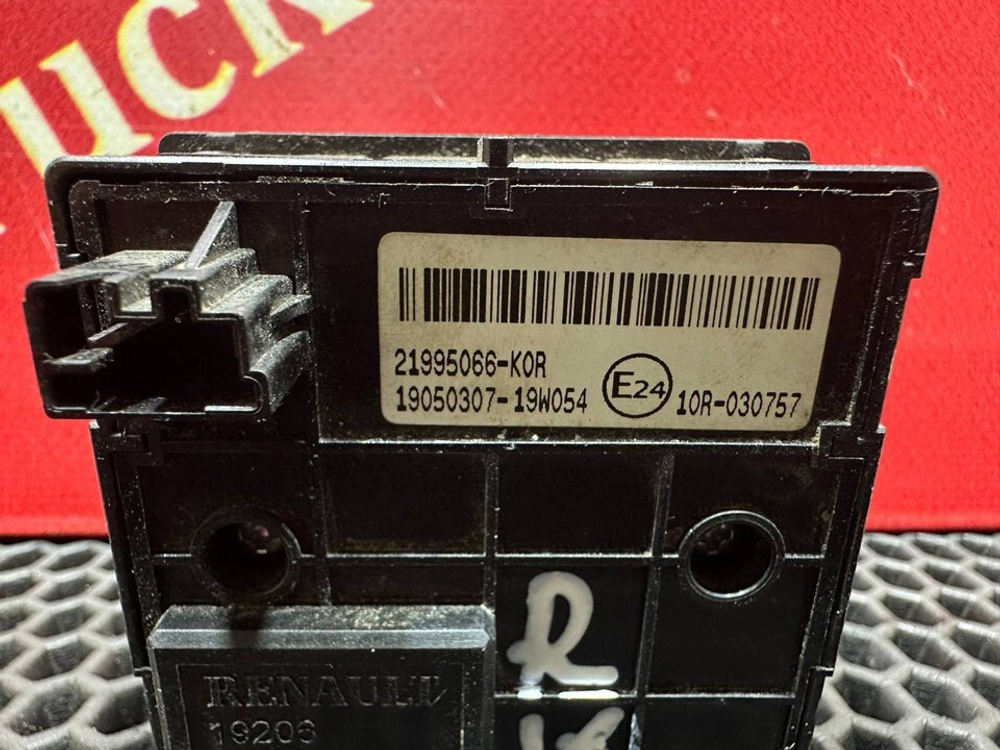 UCK
21995066-K0R
19050307-19W054
E24
10R-030757
R
RENAULT
19206